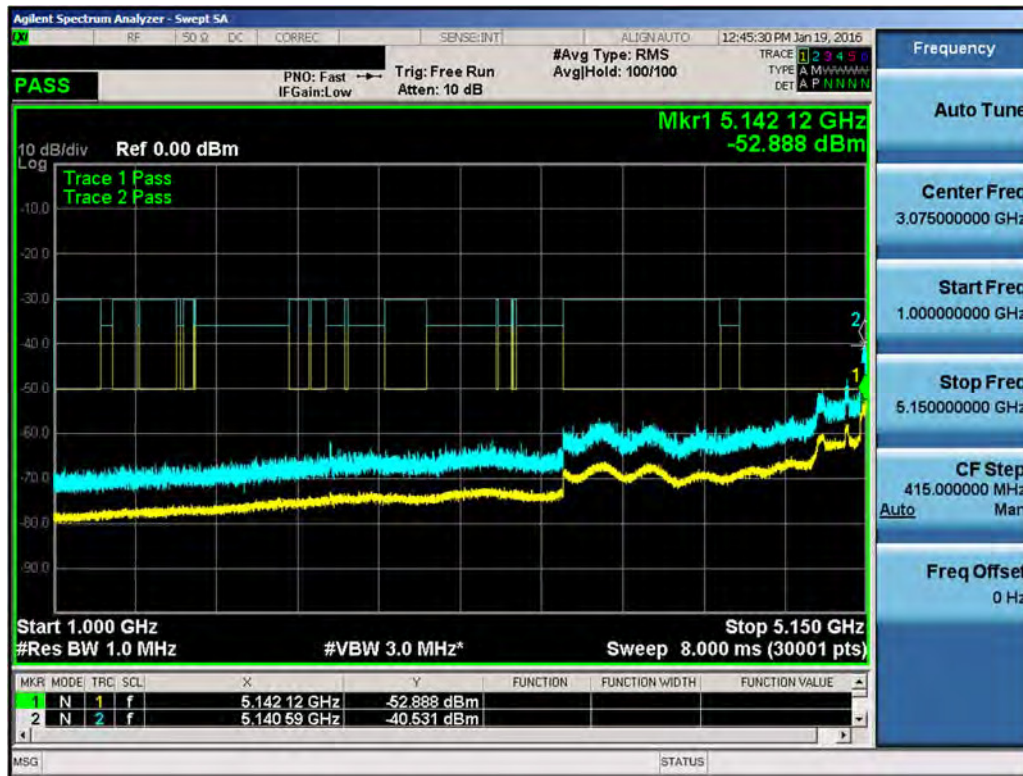 Agilent Spectrum Analyzer - Swept SA
RF 50 Ω DC CORREC SENSE:INT ALIGN AUTO 12:45:30 PM Jan 19, 2016
Frequency
PASS
PNO: Fast
IFGain:Low
Trig: Free Run
Atten: 10 dB
#Avg Type: RMS
Avg|Hold: 100/100
TRACE 1 2 3 4 5 6
TYPE A M W W W W
DET A P N N N N
Mkr1 5.142 12 GHz
-52.888 dBm
10 dB/div Ref 0.00 dBm
Log
Trace 1 Pass
Trace 2 Pass
-10.0
-20.0
-30.0
-40.0
-50.0
-60.0
-70.0
-80.0
-90.0
2
1
Start 1.000 GHz Stop 5.150 GHz
#Res BW 1.0 MHz #VBW 3.0 MHz* Sweep 8.000 ms (30001 pts)
MKR MODE TRC SCL X Y FUNCTION FUNCTION WIDTH FUNCTION VALUE
1 N 1 f 5.142 12 GHz -52.888 dBm
2 N 2 f 5.140 59 GHz -40.531 dBm
MSG STATUS
Auto Tune
Center Freq
3.075000000 GHz
Start Freq
1.000000000 GHz
Stop Freq
5.150000000 GHz
CF Step
415.000000 MHz
Auto Man
Freq Offset
0 Hz